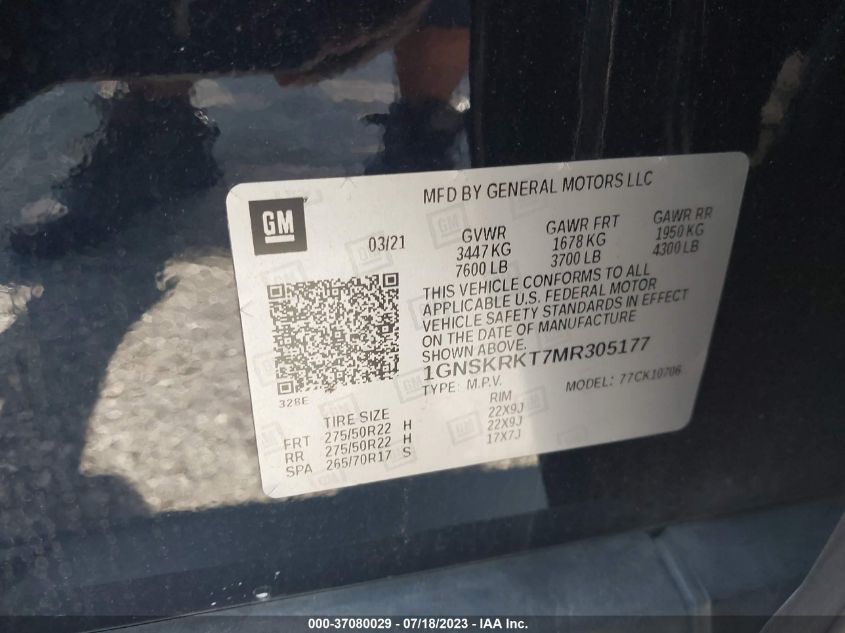 MFD BY GENERAL MOTORS LLC
GM
03/21
GVWR GAWR FRT GAWR RR
3447 KG 1678 KG 1950 KG
7600 LB 3700 LB 4300 LB
THIS VEHICLE CONFORMS TO ALL
APPLICABLE U.S. FEDERAL MOTOR
VEHICLE SAFETY STANDARDS IN EFFECT
ON THE DATE OF MANUFACTURE
SHOWN ABOVE.
1GNSKRKT7MR305177
TYPE: M.P.V. MODEL: 77CK10706
328E
TIRE SIZE RIM
FRT 275/50R22 H 22X9J
RR 275/50R22 H 22X9J
SPA 265/70R17 S 17X7J
000-37080029 - 07/18/2023 - IAAI.COM Inc.